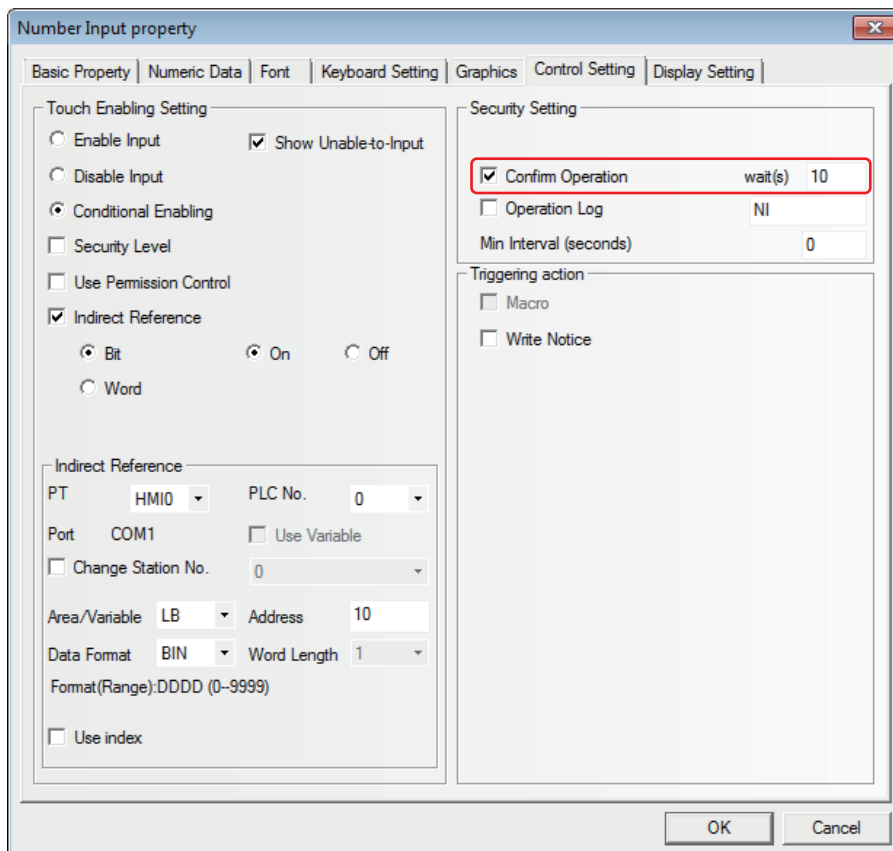 Number Input property
Basic Property Numeric Data Font Keyboard Setting Graphics Control Setting Display Setting
Touch Enabling Setting
Enable Input Show Unable-to-Input
Disable Input
Conditional Enabling
Security Level
Use Permission Control
Indirect Reference
Bit On Off
Word
Indirect Reference
PT HMI0 PLC No. 0
Port COM1 Use Variable
Change Station No. 0
Area/Variable LB Address 10
Data Format BIN Word Length 1
Format(Range):DDDD (0--9999)
Use index
Security Setting
Confirm Operation wait(s) 10
Operation Log NI
Min Interval (seconds) 0
Triggering action
Macro
Write Notice
OK Cancel